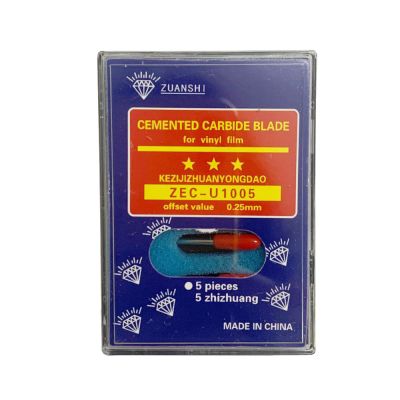 ZUANSHI
CEMENTED CARBIDE BLADE
for vinyl film
KEZIJIZHUANYONGDAO
ZEC-U1005
offset value 0.25mm
5 pieces
5 zhizhuang
MADE IN CHINA